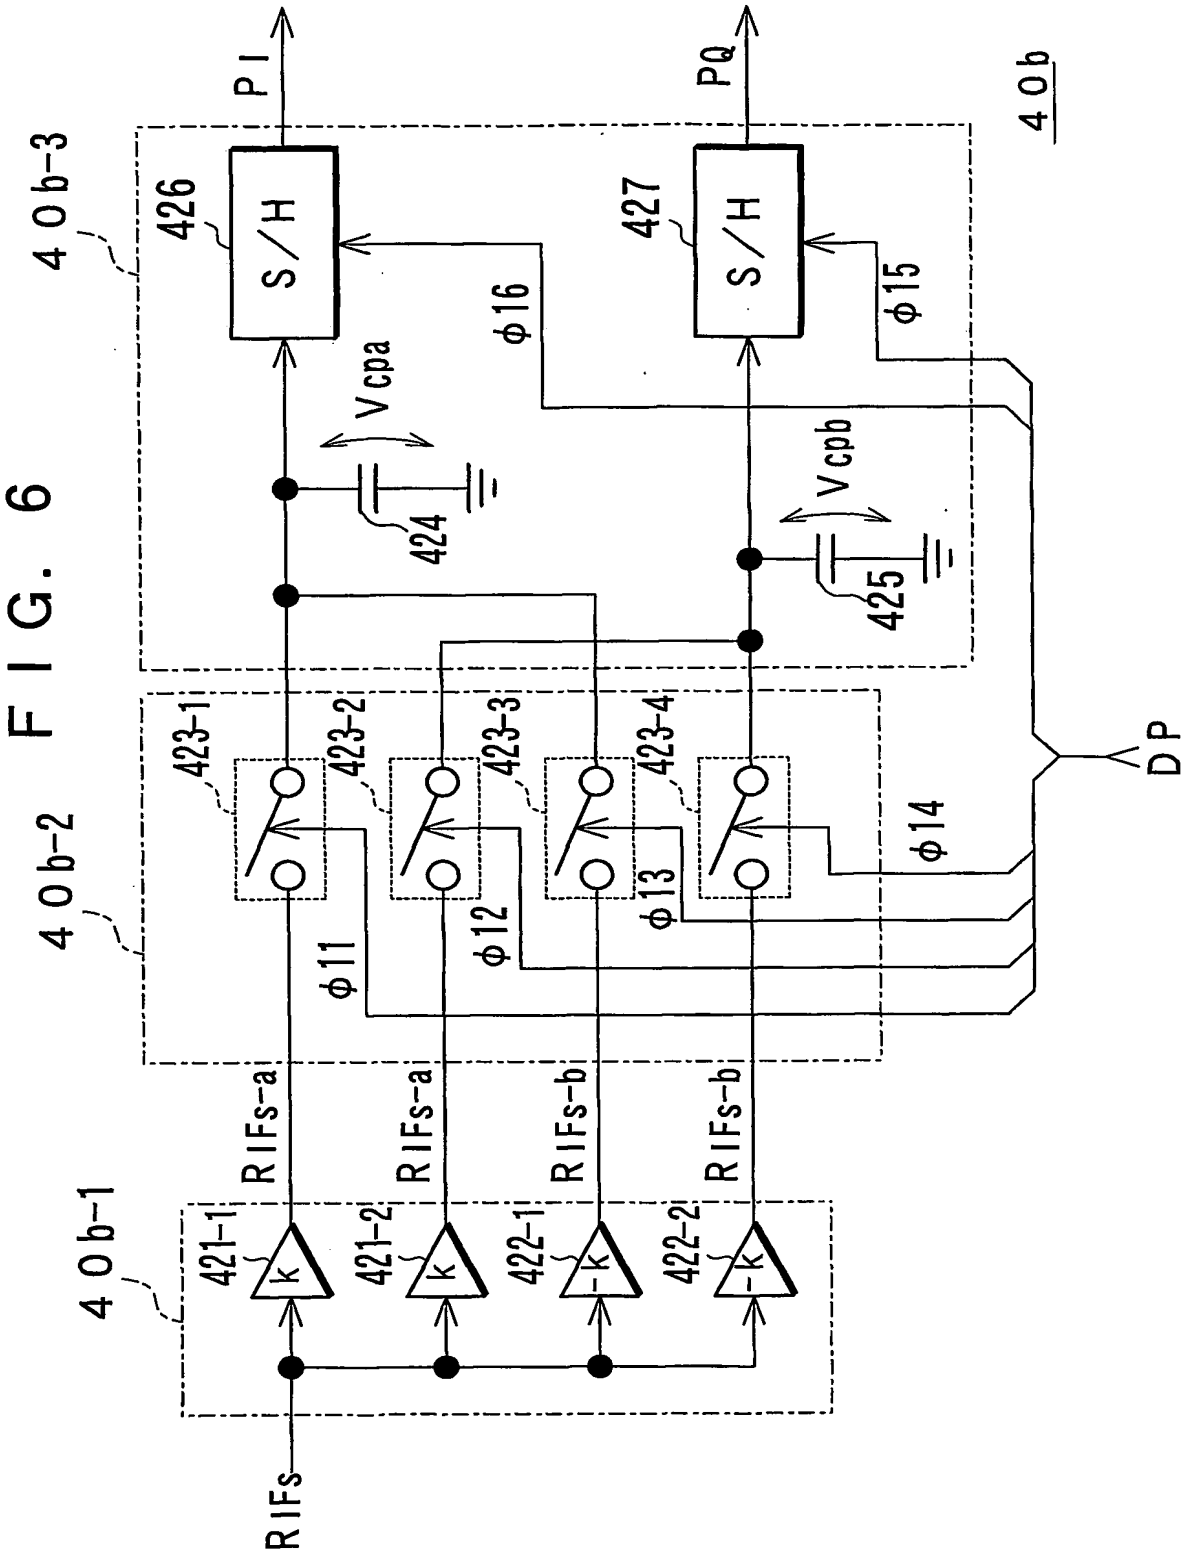 FIG. 6
40b-1
40b-2
40b-3
RIFs
421-1
k
RIFs-a
423-1
φ11
426
S/H
PI
424
Vcpa
φ16
421-2
k
RIFs-a
423-2
φ12
422-1
-k
RIFs-b
423-3
φ13
427
S/H
PQ
422-2
-k
RIFs-b
423-4
φ14
425
Vcpb
φ15
DP
40b